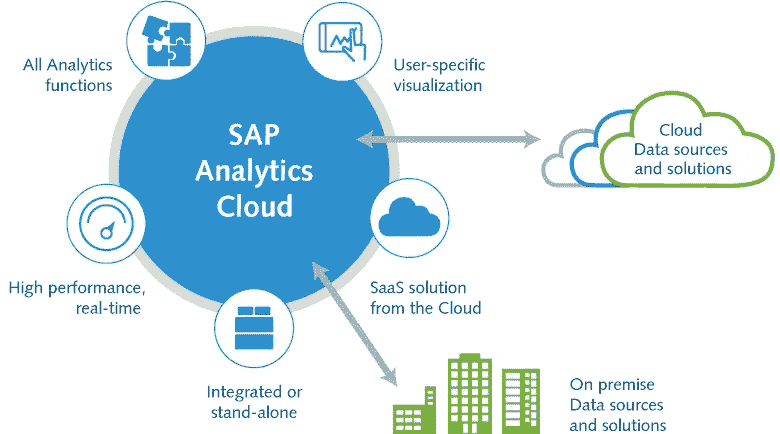 All Analytics
functions
User-specific
visualization
SAP
Analytics
Cloud
Cloud
Data sources
and solutions
High performance,
real-time
SaaS solution
from the Cloud
Integrated or
stand-alone
On premise
Data sources
and solutions